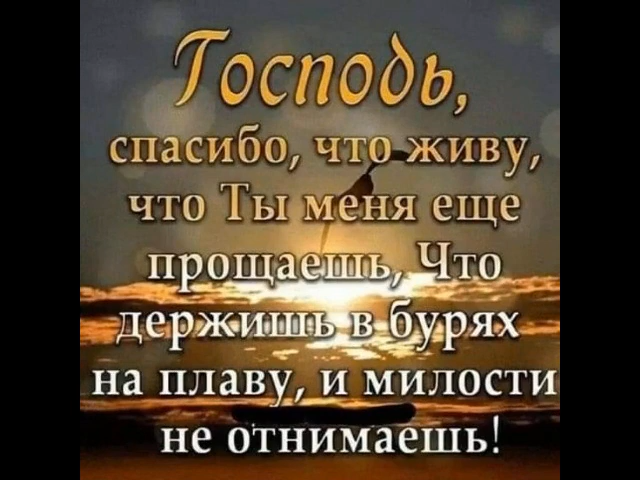 Господь,
спасибо, что живу,
что Ты меня еще
прощаешь, Что
держишь в бурях
на плаву, и милости
не отнимаешь!